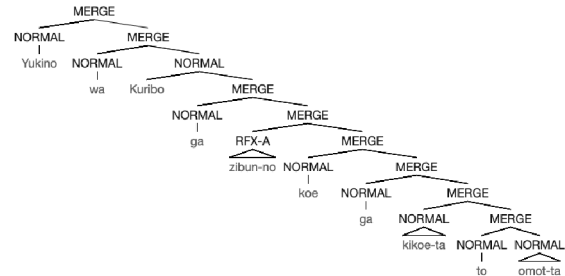 MERGE
NORMAL MERGE
Yukino NORMAL NORMAL
wa Kuribo MERGE
NORMAL MERGE
ga RFX-A MERGE
zibun-no NORMAL MERGE
koe NORMAL MERGE
ga NORMAL MERGE
kikoe-ta NORMAL NORMAL
to omot-ta